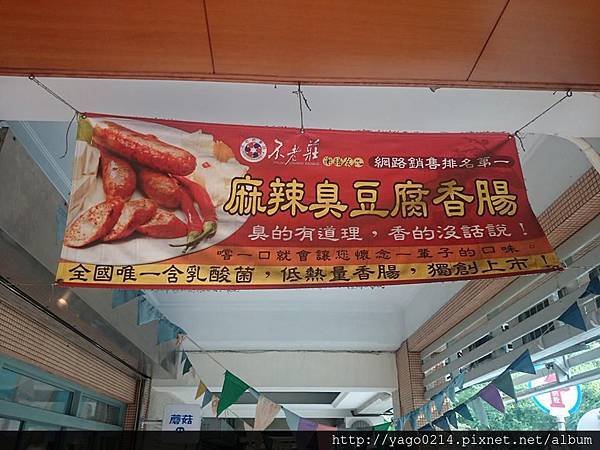 不老莊
網路銷售排名第一
麻辣臭豆腐香腸
臭的有道理，香的沒話說！
嚐一口就會讓您懷念一輩子的口味。
全國唯一含乳酸菌，低熱量香腸，獨創上市！
蘑菇
http://yago0214.pixnet.net/album